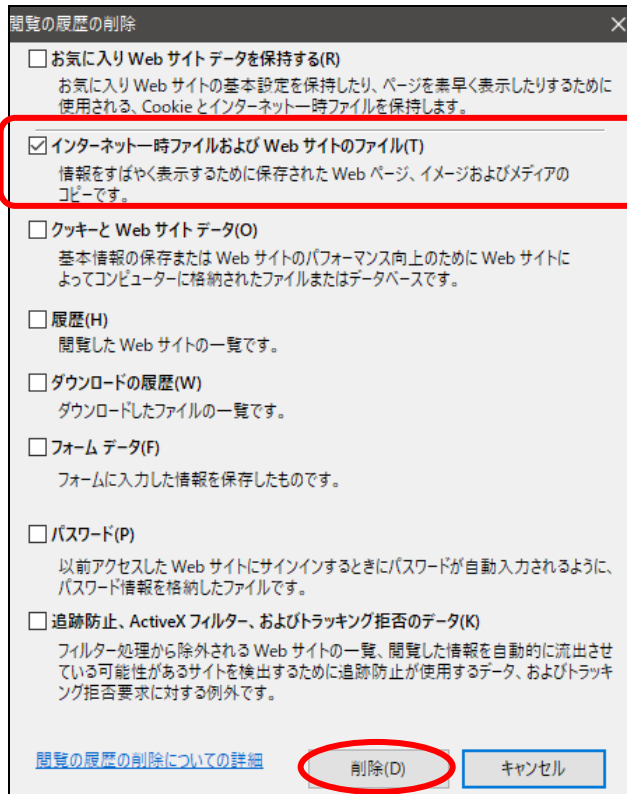 閲覧の履歴の削除
お気に入り Web サイト データを保持する(R)
お気に入り Web サイトの基本設定を保持したり、ページを素早く表示したりするために
使用される、Cookie とインターネット一時ファイルを保持します。
インターネット一時ファイルおよび Web サイトのファイル(T)
情報をすばやく表示するために保存された Web ページ、イメージおよびメディアの
コピーです。
クッキーと Web サイト データ(O)
基本情報の保存または Web サイトのパフォーマンス向上のために Web サイトに
よってコンピューターに格納されたファイルまたはデータベースです。
履歴(H)
閲覧した Web サイトの一覧です。
ダウンロードの履歴(W)
ダウンロードしたファイルの一覧です。
フォーム データ(F)
フォームに入力した情報を保存したものです。
パスワード(P)
以前アクセスした Web サイトにサインインするときにパスワードが自動入力されるように、
パスワード情報を格納したファイルです。
追跡防止、ActiveX フィルター、およびトラッキング拒否のデータ(K)
フィルター処理から除外される Web サイトの一覧、閲覧した情報を自動的に流出させ
ている可能性があるサイトを検出するために追跡防止が使用するデータ、およびトラッキ
ング拒否要求に対する例外です。
閲覧の履歴の削除についての詳細
削除(D)
キャンセル